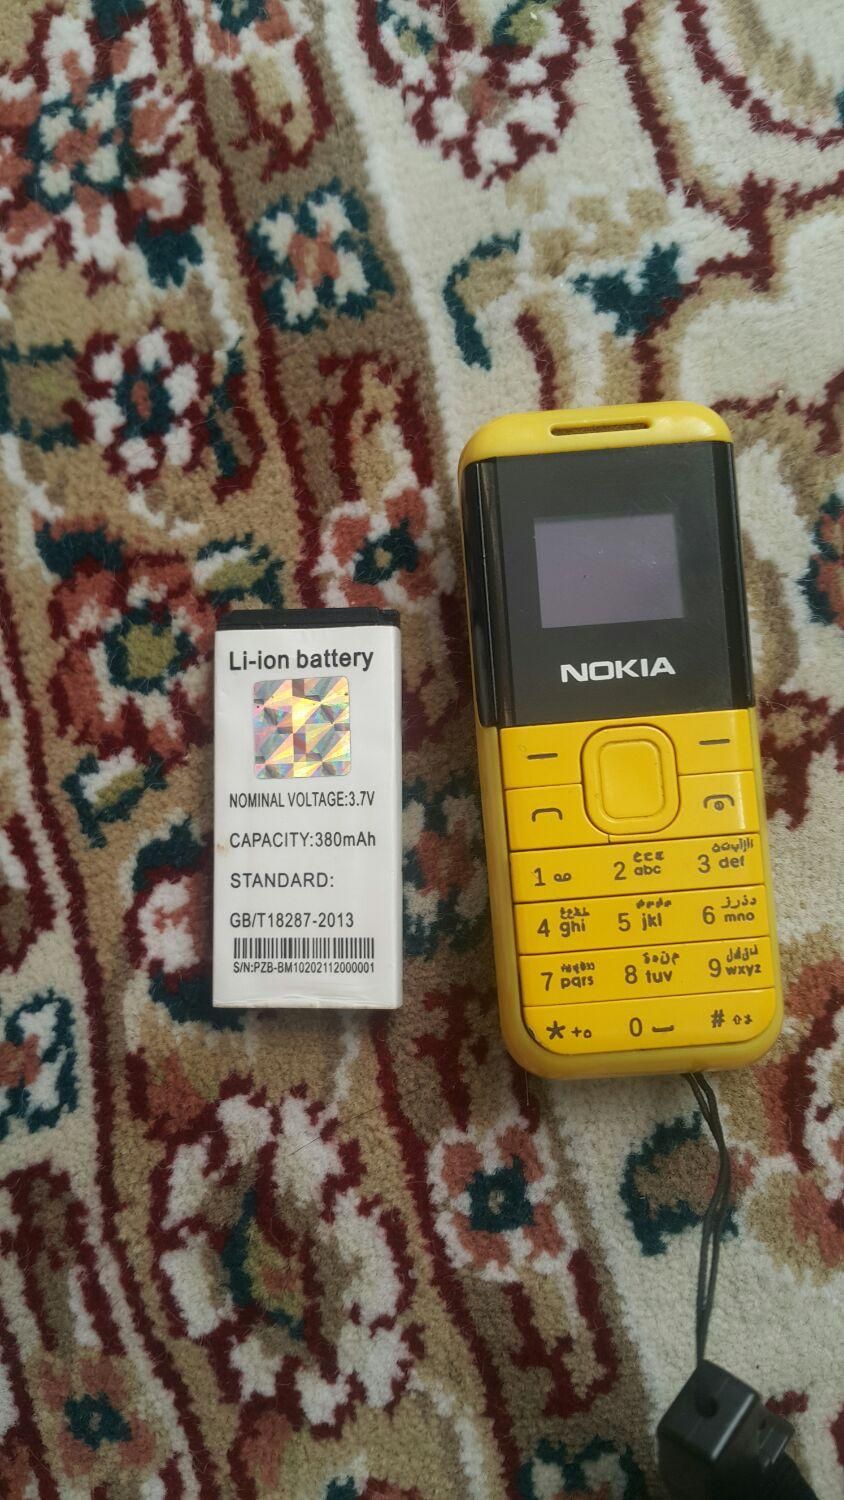 Li-ion battery
NOMINAL VOLTAGE:3.7V
CAPACITY:380mAh
STANDARD:
GB/T18287-2013
S/N:PZB-BM10202112000001
NOKIA
1
2 abc
3 def
4 ghi
5 jkl
6 mno
7 pqrs
8 tuv
9 wxyz
* +
0
#